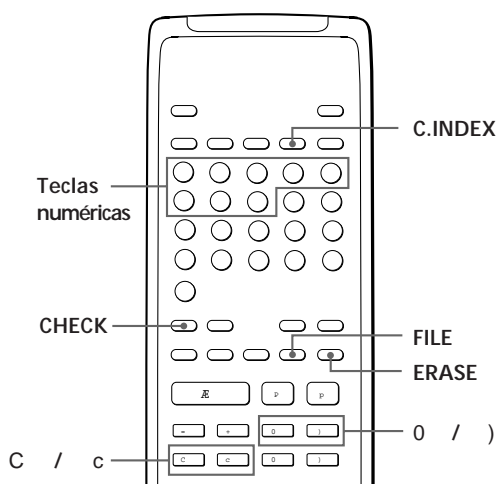 C.INDEX
Teclas
numéricas
CHECK
FILE
ERASE
Æ P p
= + 0 )
0 / )
C c 0 )
C / c